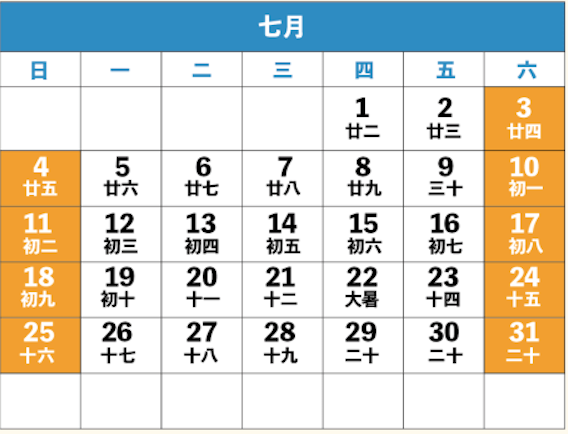 七月
日 一 二 三 四 五 六
1 2 3
廿二 廿三 廿四
4 5 6 7 8 9 10
廿五 廿六 廿七 廿八 廿九 三十 初一
11 12 13 14 15 16 17
初二 初三 初四 初五 初六 初七 初八
18 19 20 21 22 23 24
初九 初十 十一 十二 大暑 十四 十五
25 26 27 28 29 30 31
十六 十七 十八 十九 二十 二十 二十